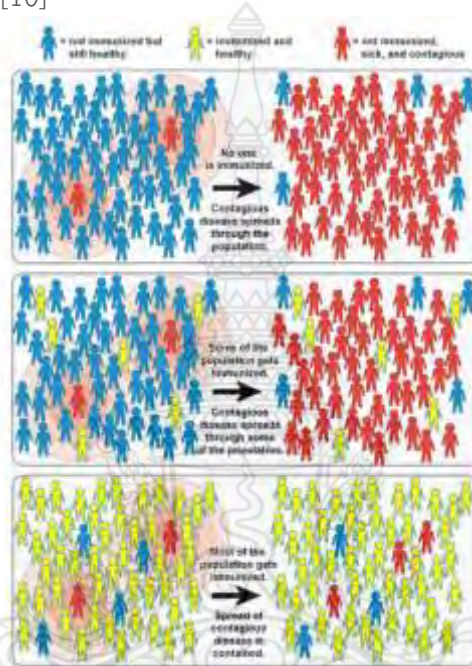 [10]
= not immunized but
still healthy
= immunized and
healthy
= not immunized,
sick, and contagious
No one
is immunized.
Contagious
disease spreads
through the
population.
Some of the
population gets
immunized.
Contagious
disease spreads
through some
of the population.
Most of the
population gets
immunized.
Spread of
contagious
disease is
contained.